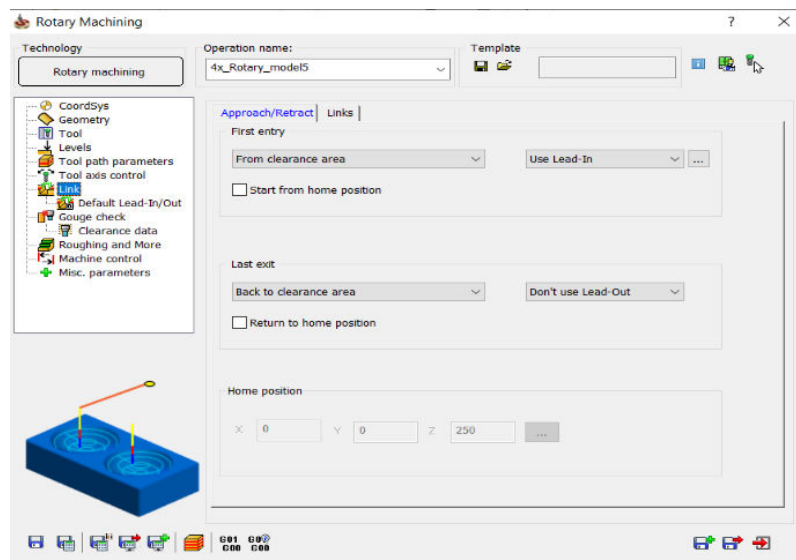 Rotary Machining ?
Technology Operation name: Template
Rotary machining 4x_Rotary_model5
CoordSys
Geometry
Tool
Levels
Tool path parameters
Tool axis control
Link
Default Lead-In/Out
Gouge check
Clearance data
Roughing and More
Machine control
Misc. parameters
Approach/Retract Links
First entry
From clearance area Use Lead-In ...
Start from home position
Last exit
Back to clearance area Don't use Lead-Out
Return to home position
Home position
X 0 Y 0 Z 250 ...
G01 G00
G00 G00